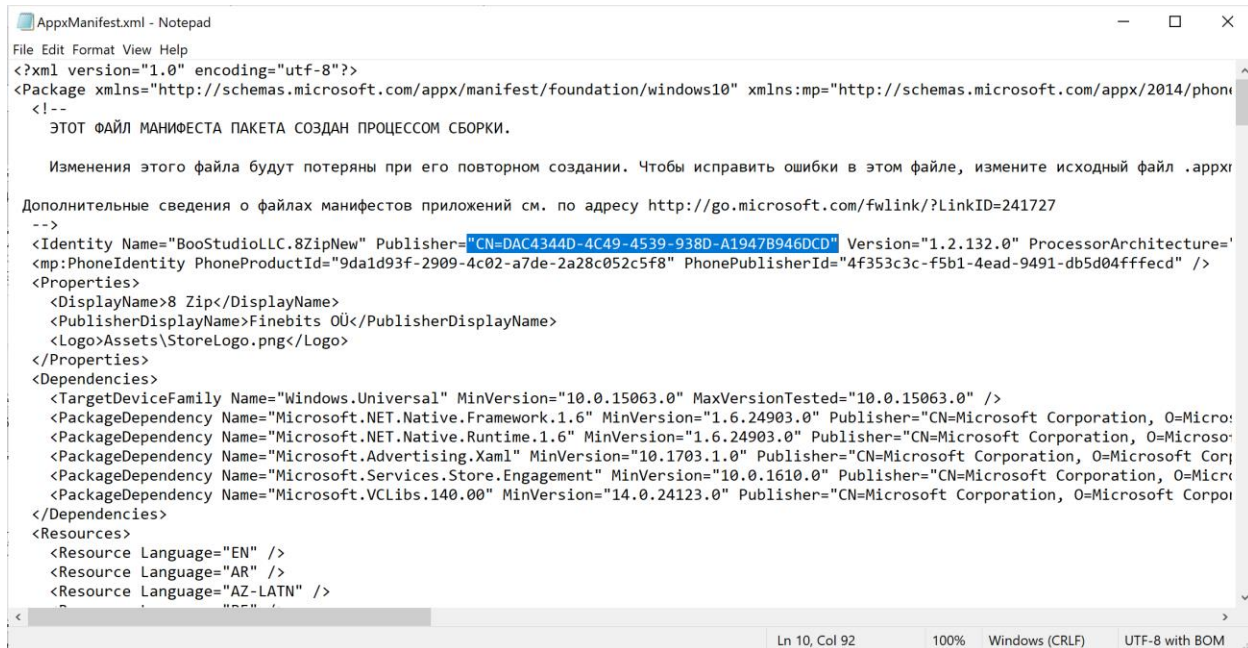 AppxManifest.xml - Notepad
File Edit Format View Help
<?xml version="1.0" encoding="utf-8"?>
<Package xmlns="http://schemas.microsoft.com/appx/manifest/foundation/windows10" xmlns:mp="http://schemas.microsoft.com/appx/2014/phone
<!--
ЭТОТ ФАЙЛ МАНИФЕСТА ПАКЕТА СОЗДАН ПРОЦЕССОМ СБОРКИ.
Изменения этого файла будут потеряны при его повторном создании. Чтобы исправить ошибки в этом файле, измените исходный файл .appx
Дополнительные сведения о файлах манифестов приложений см. по адресу http://go.microsoft.com/fwlink/?LinkID=241727
-->
<Identity Name="BooStudioLLC.8ZipNew" Publisher="CN=DAC4344D-4C49-4539-938D-A1947B946DCD" Version="1.2.132.0" ProcessorArchitecture="
<mp:PhoneIdentity PhoneProductId="9da1d93f-2909-4c02-a7de-2a28c052c5f8" PhonePublisherId="4f353c3c-f5b1-4ead-9491-db5d04fffecd" />
<Properties>
<DisplayName>8 Zip</DisplayName>
<PublisherDisplayName>Finebits OÜ</PublisherDisplayName>
<Logo>Assets\StoreLogo.png</Logo>
</Properties>
<Dependencies>
<TargetDeviceFamily Name="Windows.Universal" MinVersion="10.0.15063.0" MaxVersionTested="10.0.15063.0" />
<PackageDependency Name="Microsoft.NET.Native.Framework.1.6" MinVersion="1.6.24903.0" Publisher="CN=Microsoft Corporation, O=Micro
<PackageDependency Name="Microsoft.NET.Native.Runtime.1.6" MinVersion="1.6.24903.0" Publisher="CN=Microsoft Corporation, O=Microso
<PackageDependency Name="Microsoft.Advertising.Xaml" MinVersion="10.1703.1.0" Publisher="CN=Microsoft Corporation, O=Microsoft Corp
<PackageDependency Name="Microsoft.Services.Store.Engagement" MinVersion="10.0.1610.0" Publisher="CN=Microsoft Corporation, O=Micro
<PackageDependency Name="Microsoft.VCLibs.140.00" MinVersion="14.0.24123.0" Publisher="CN=Microsoft Corporation, O=Microsoft Corpo
</Dependencies>
<Resources>
<Resource Language="EN" />
<Resource Language="AR" />
<Resource Language="AZ-LATN" />
Ln 10, Col 92 100% Windows (CRLF) UTF-8 with BOM